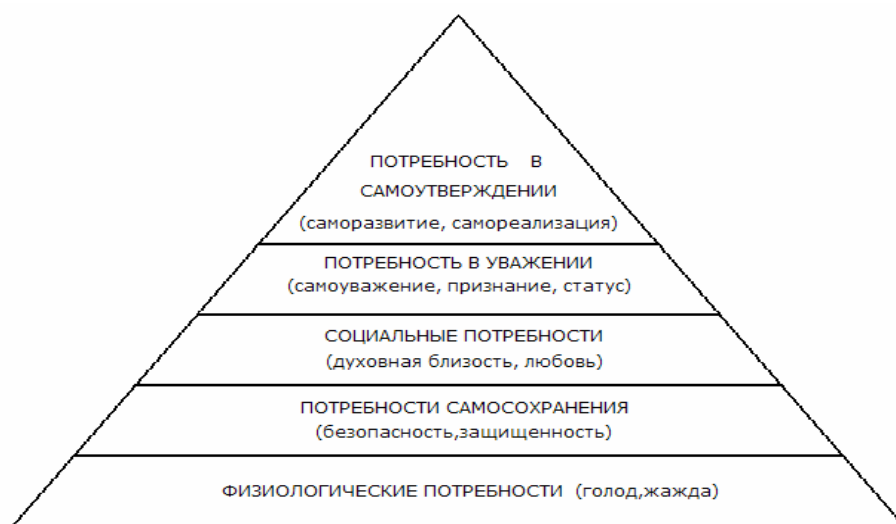 ПОТРЕБНОСТЬ В
САМОУТВЕРЖДЕНИИ
(саморазвитие, самореализация)
ПОТРЕБНОСТЬ В УВАЖЕНИИ
(самоуважение, признание, статус)
СОЦИАЛЬНЫЕ ПОТРЕБНОСТИ
(духовная близость, любовь)
ПОТРЕБНОСТИ САМОСОХРАНЕНИЯ
(безопасность,защищенность)
ФИЗИОЛОГИЧЕСКИЕ ПОТРЕБНОСТИ (голод,жажда)